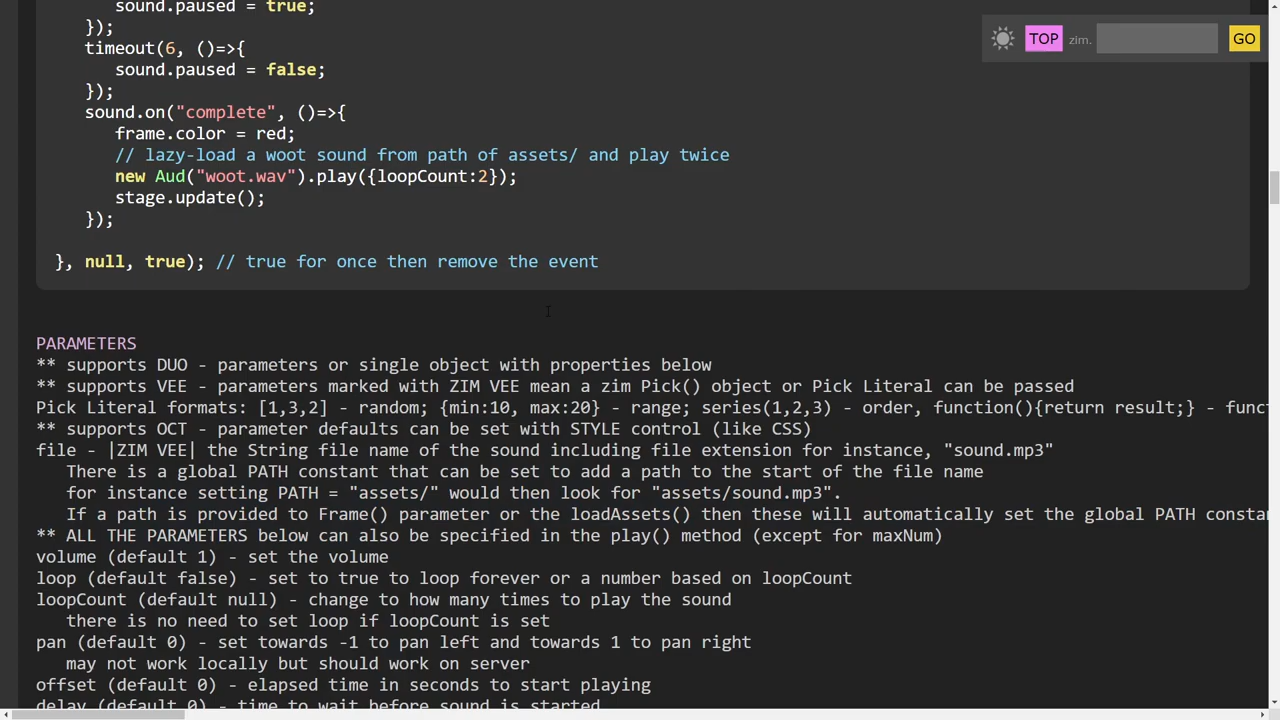 sound.paused = true;
});
timeout(6, ()=>{
sound.paused = false;
});
sound.on("complete", ()=>{
frame.color = red;
// lazy-load a woot sound from path of assets/ and play twice
new Aud("woot.wav").play({loopCount:2});
stage.update();
});
}, null, true); // true for once then remove the event
TOP zim. GO
PARAMETERS
** supports DUO - parameters or single object with properties below
** supports VEE - parameters marked with ZIM VEE mean a zim Pick() object or Pick Literal can be passed
Pick Literal formats: [1,3,2] - random; {min:10, max:20} - range; series(1,2,3) - order, function(){return result;} - func
** supports OCT - parameter defaults can be set with STYLE control (like CSS)
file - |ZIM VEE| the String file name of the sound including file extension for instance, "sound.mp3"
There is a global PATH constant that can be set to add a path to the start of the file name
for instance setting PATH = "assets/" would then look for "assets/sound.mp3".
If a path is provided to Frame() parameter or the loadAssets() then these will automatically set the global PATH constan
** ALL THE PARAMETERS below can also be specified in the play() method (except for maxNum)
volume (default 1) - set the volume
loop (default false) - set to true to loop forever or a number based on loopCount
loopCount (default null) - change to how many times to play the sound
there is no need to set loop if loopCount is set
pan (default 0) - set towards -1 to pan left and towards 1 to pan right
may not work locally but should work on server
offset (default 0) - elapsed time in seconds to start playing
delay (default 0) - time to wait before sound is started